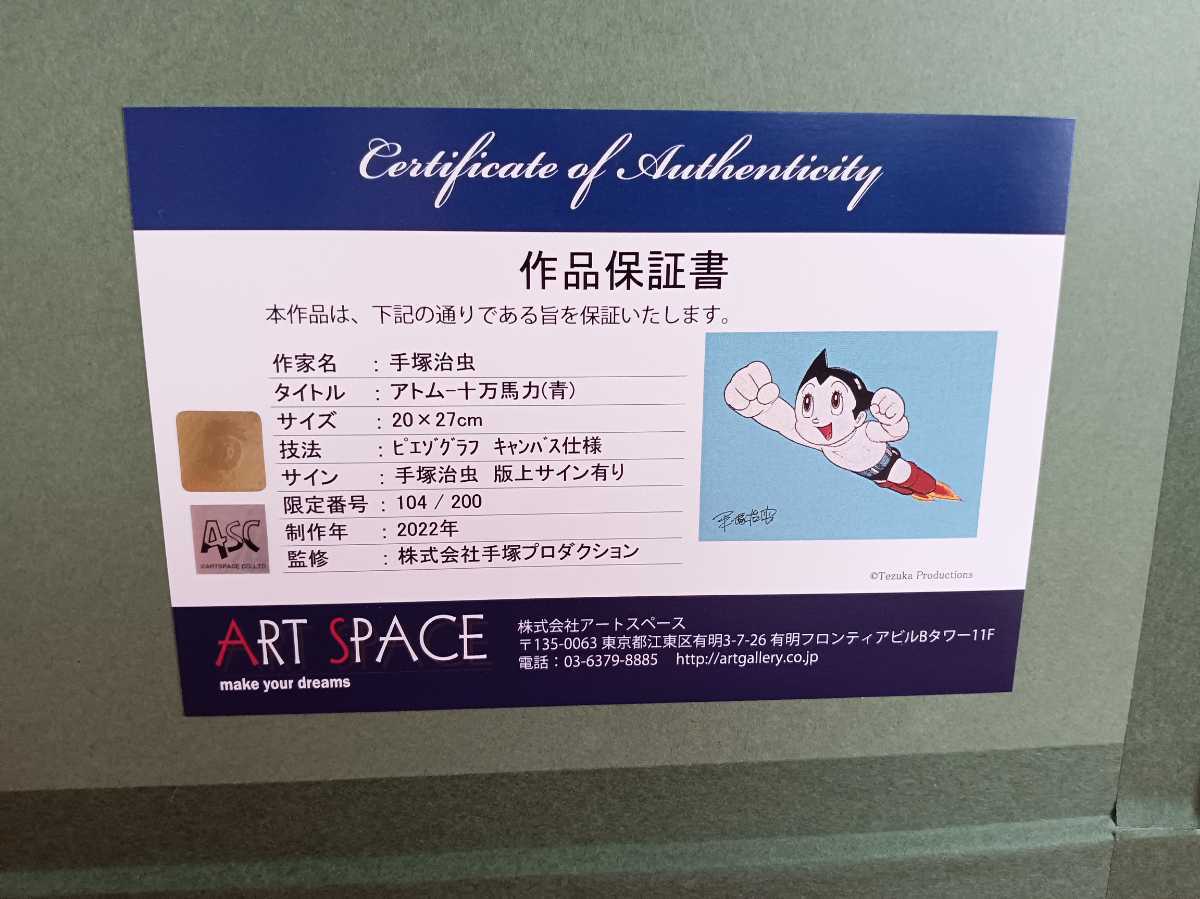 Certificate of Authenticity
作品保証書
本作品は、下記の通りである旨を保証いたします。
作家名 : 手塚治虫
タイトル : アトム-十万馬力(青)
サイズ : 20×27cm
技法 : ﾋﾟｴｿﾞｸﾞﾗﾌ ｷｬﾝﾊﾞｽ仕様
サイン : 手塚治虫 版上サイン有り
限定番号 : 104 / 200
制作年 : 2022年
監修 : 株式会社手塚プロダクション
手塚治虫
ASC
©ARTSPACE CO.,LTD
©Tezuka Productions
ART SPACE
make your dreams
株式会社アートスペース
〒135-0063 東京都江東区有明3-7-26 有明フロンティアビルBタワー11F
電話：03-6379-8885 http://artgallery.co.jp